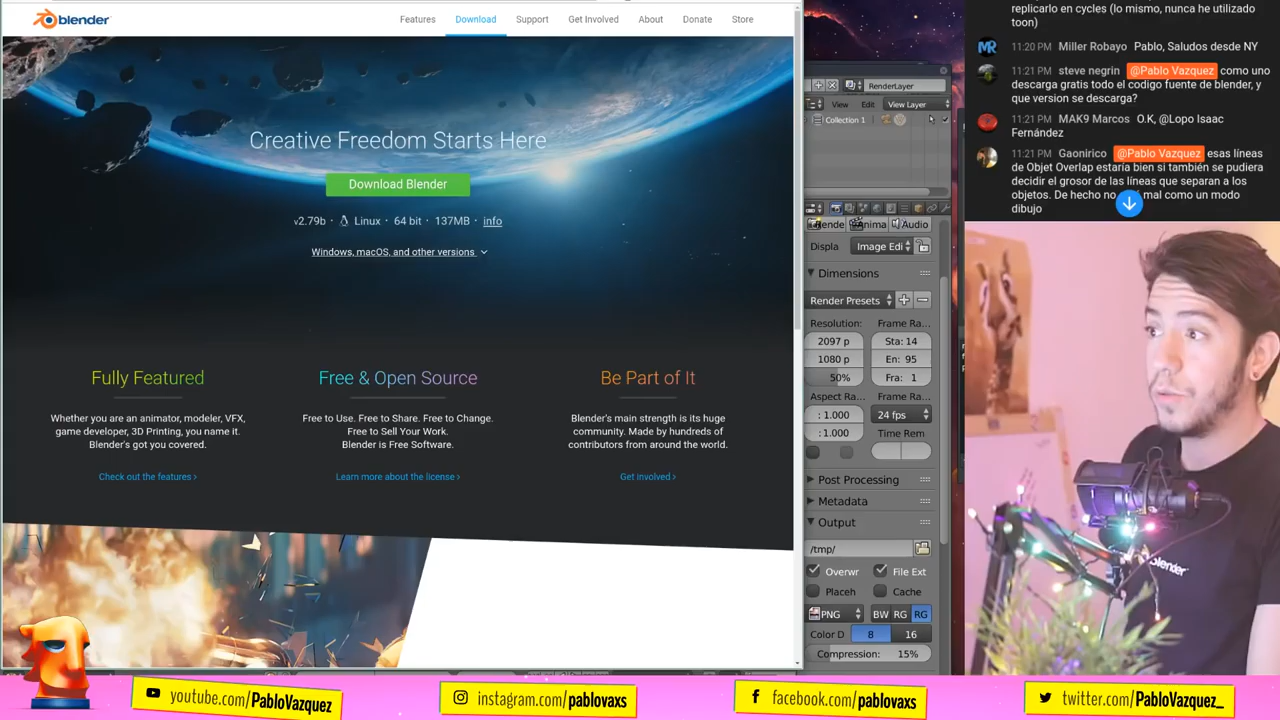 blender
Features
Download
Support
Get Involved
About
Donate
Store
Creative Freedom Starts Here
Download Blender
v2.79b · Linux · 64 bit · 137MB · info
Windows, macOS, and other versions
Fully Featured
Whether you are an animator, modeler, VFX,
game developer, 3D Printing, you name it.
Blender's got you covered.
Check out the features ›
Free & Open Source
Free to Use. Free to Share. Free to Change.
Free to Sell Your Work.
Blender is Free Software.
Learn more about the license ›
Be Part of It
Blender's main strength is its huge
community. Made by hundreds of
contributors from around the world.
Get involved ›
RenderLayer
View Edit View Layer
Collection 1
Anima
Audio
Displa
Image Edi
Dimensions
Render Presets
Resolution:
Frame Ra...
2097 p
Sta: 14
1080 p
En: 95
50%
Fra: 1
Aspect Ra
Frame Ra...
: 1.000
24 fps
: 1.000
Time Rem
Post Processing
Metadata
Output
/tmp/
Overwr
File Ext
Placeh
Cache
PNG
BW RG RG
Color D
8 16
Compression: 15%
replicarlo en cycles (lo mismo, nunca he utilizado
toon)
11:20 PM Miller Robayo Pablo, Saludos desde NY
11:21 PM steve negrin @Pablo Vazquez como uno
descarga gratis todo el codigo fuente de blender, y
que version se descarga?
11:21 PM MAK9 Marcos O.K, @Lopo Isaac
Fernández
11:21 PM Gaonirico @Pablo Vazquez esas líneas
de Objet Overlap estaría bien si también se pudiera
decidir el grosor de las líneas que separan a los
objetos. De hecho no mal como un modo
dibujo
blender
youtube.com/PabloVazquez
instagram.com/pablovaxs
facebook.com/pablovaxs
twitter.com/PabloVazquez_